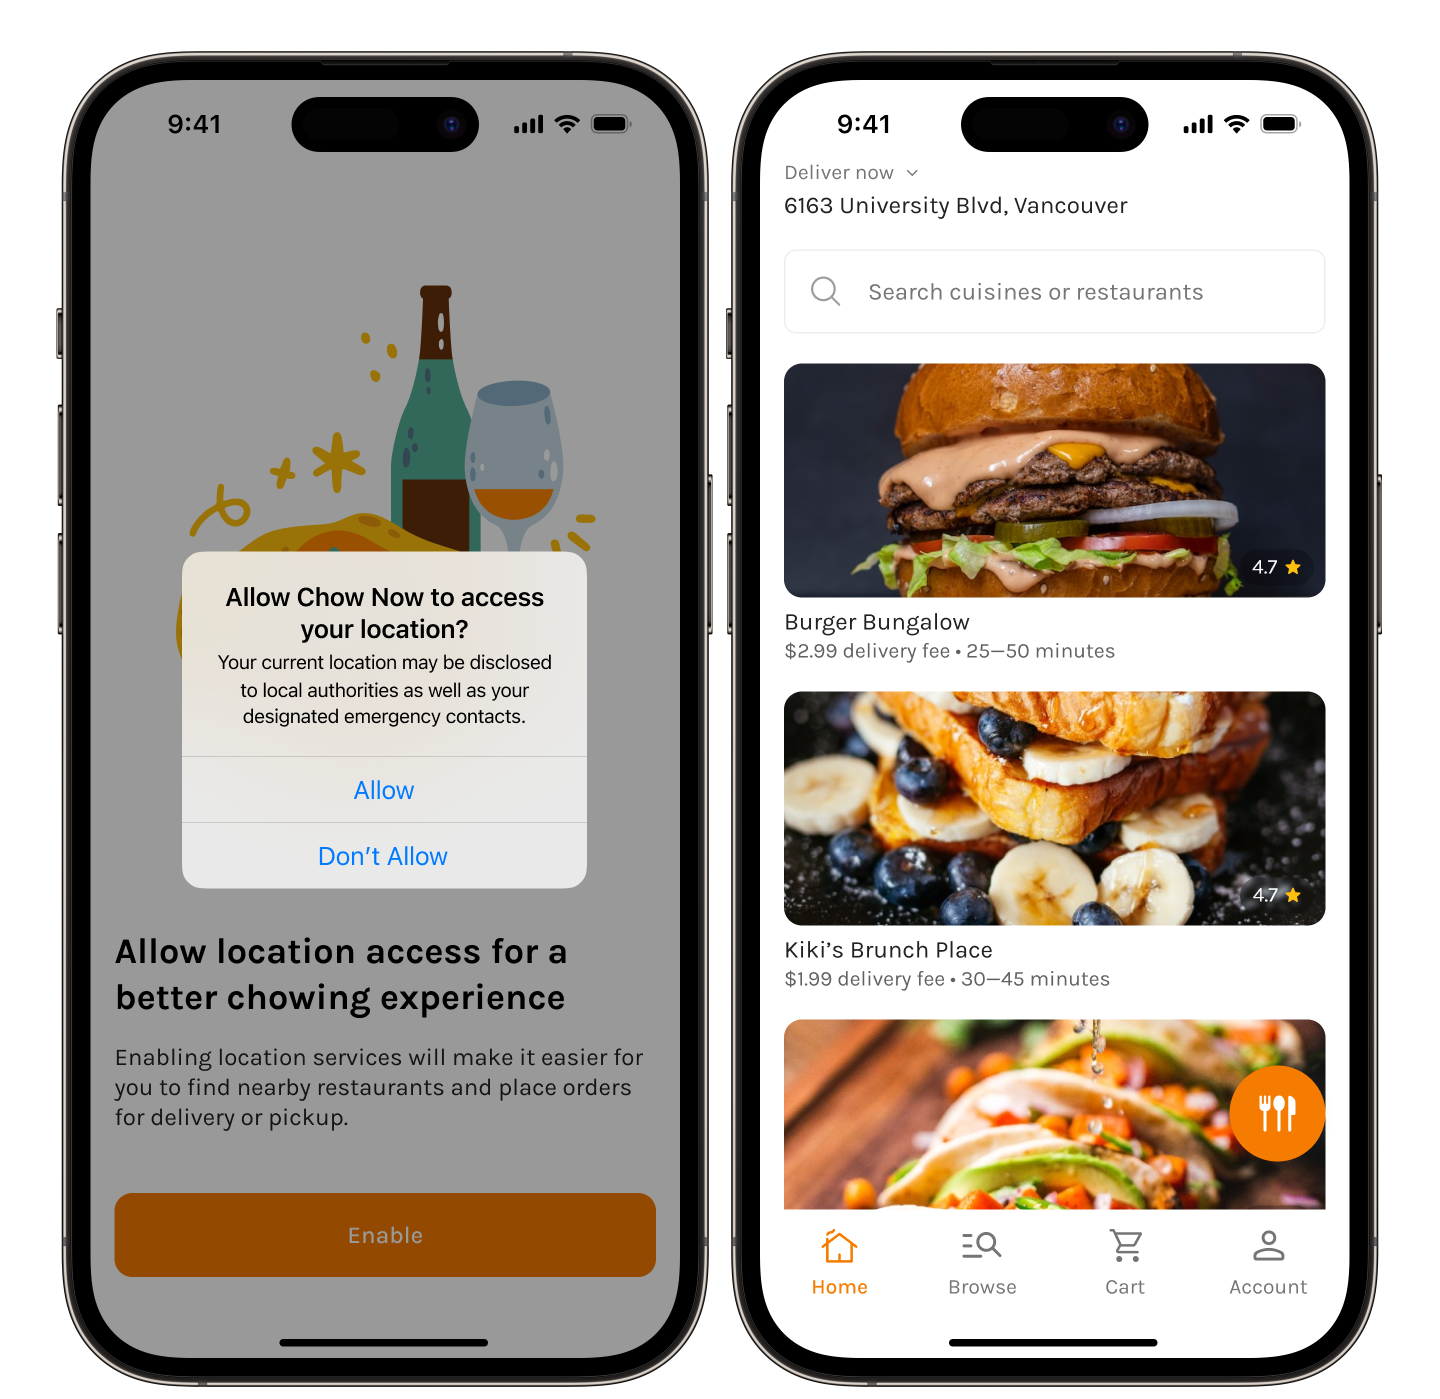 9:41
Allow Chow Now to access
your location?
Your current location may be disclosed
to local authorities as well as your
designated emergency contacts.
Allow
Don't Allow
Allow location access for a
better chowing experience
Enabling location services will make it easier for
you to find nearby restaurants and place orders
for delivery or pickup.
Enable
9:41
Deliver now
6163 University Blvd, Vancouver
Search cuisines or restaurants
4.7
Burger Bungalow
$2.99 delivery fee • 25—50 minutes
4.7
Kiki's Brunch Place
$1.99 delivery fee • 30—45 minutes
Home Browse Cart Account